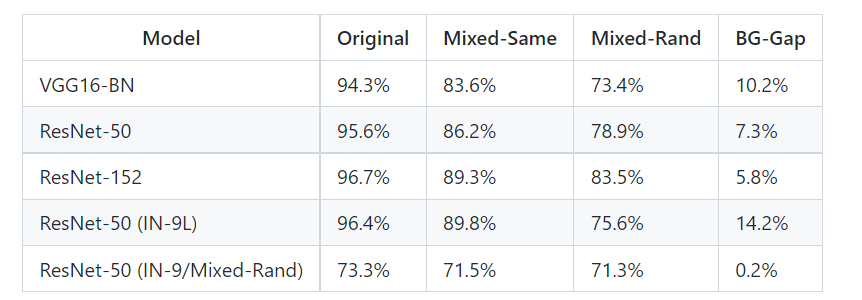 Model Original Mixed-Same Mixed-Rand BG-Gap
VGG16-BN 94.3% 83.6% 73.4% 10.2%
ResNet-50 95.6% 86.2% 78.9% 7.3%
ResNet-152 96.7% 89.3% 83.5% 5.8%
ResNet-50 (IN-9L) 96.4% 89.8% 75.6% 14.2%
ResNet-50 (IN-9/Mixed-Rand) 73.3% 71.5% 71.3% 0.2%